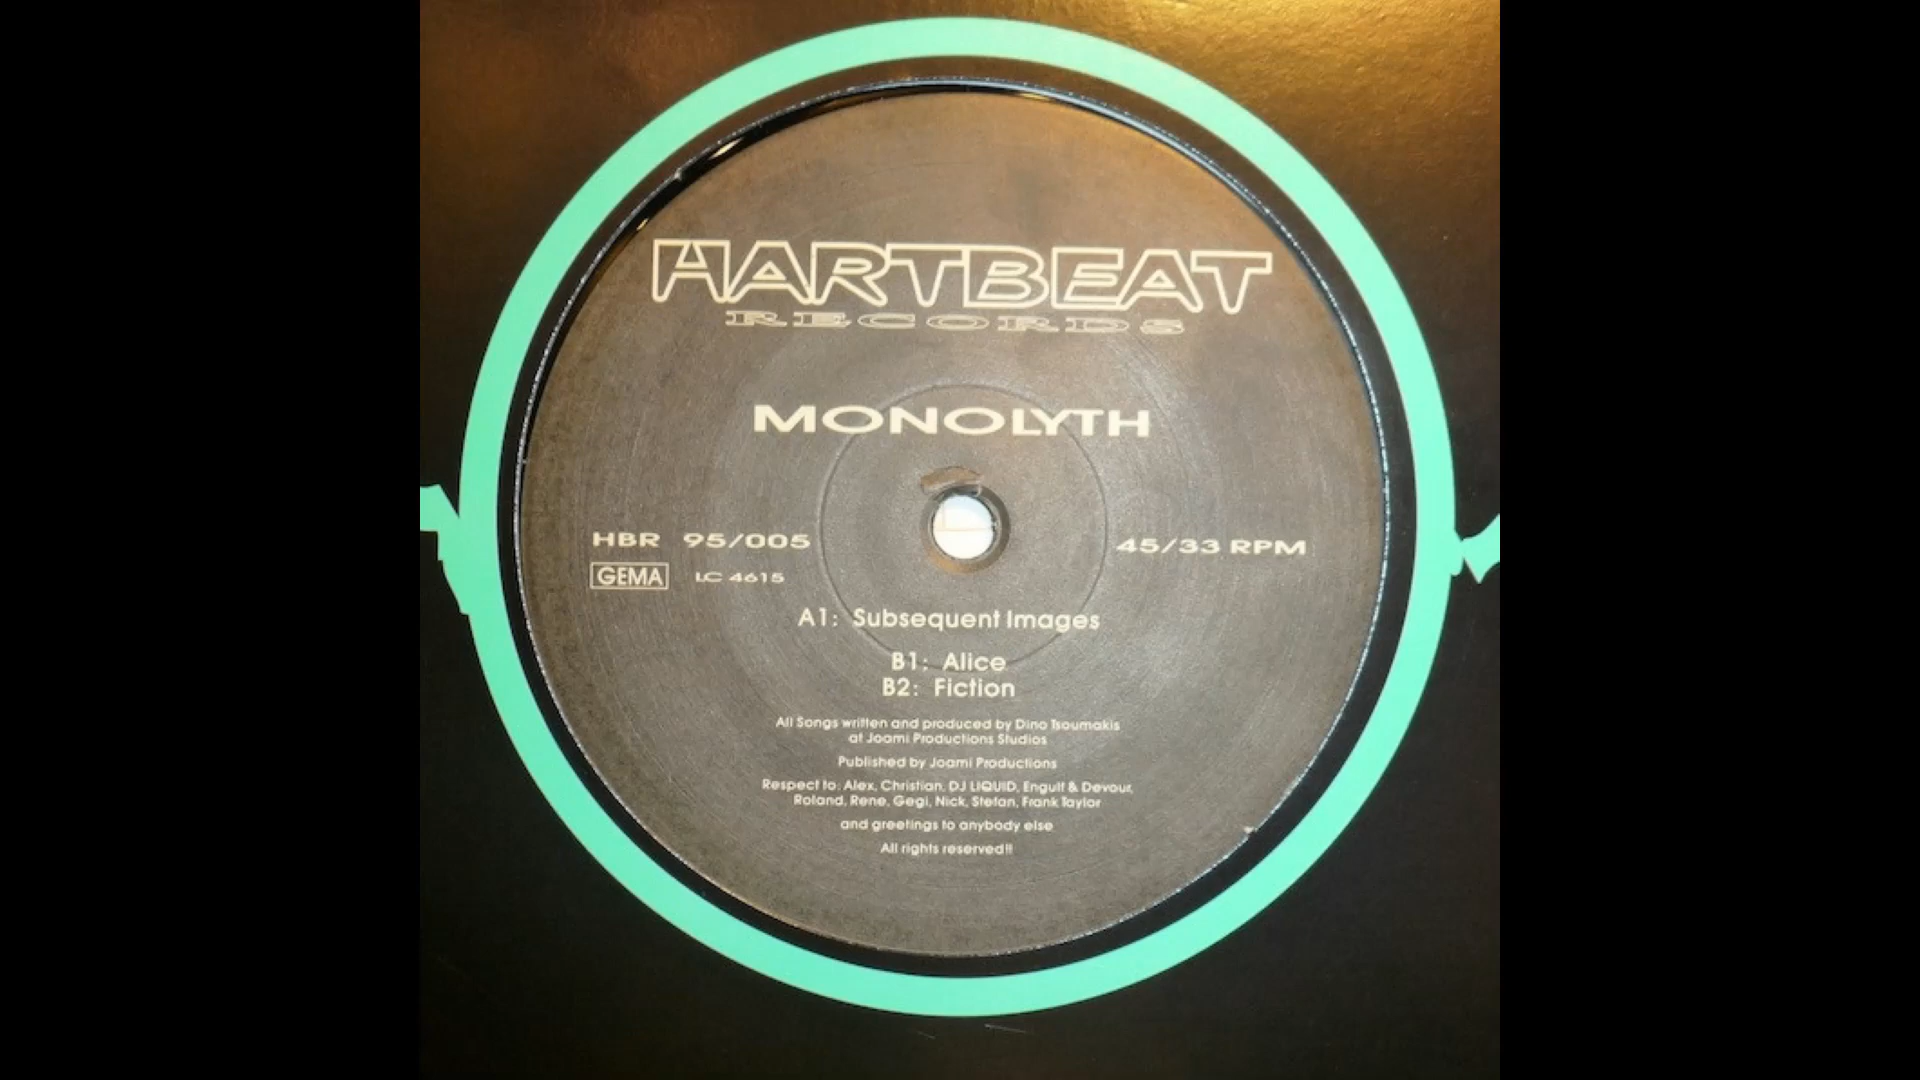 HARTBEAT
RECORDS
MONOLYTH
HBR 95/005
45/33 RPM
GEMA LC 4615
A1: Subsequent Images
B1: Alice
B2: Fiction
All Songs written and produced by Dino Tsoumakis
at Joami Productions Studios
Published by Joami Productions
Respect to: Alex, Christian, DJ LIQUID, Engulf & Devour,
Roland, Rene, Gegi, Nick, Stefan, Frank Taylor
and greetings to anybody else
All rights reserved!!